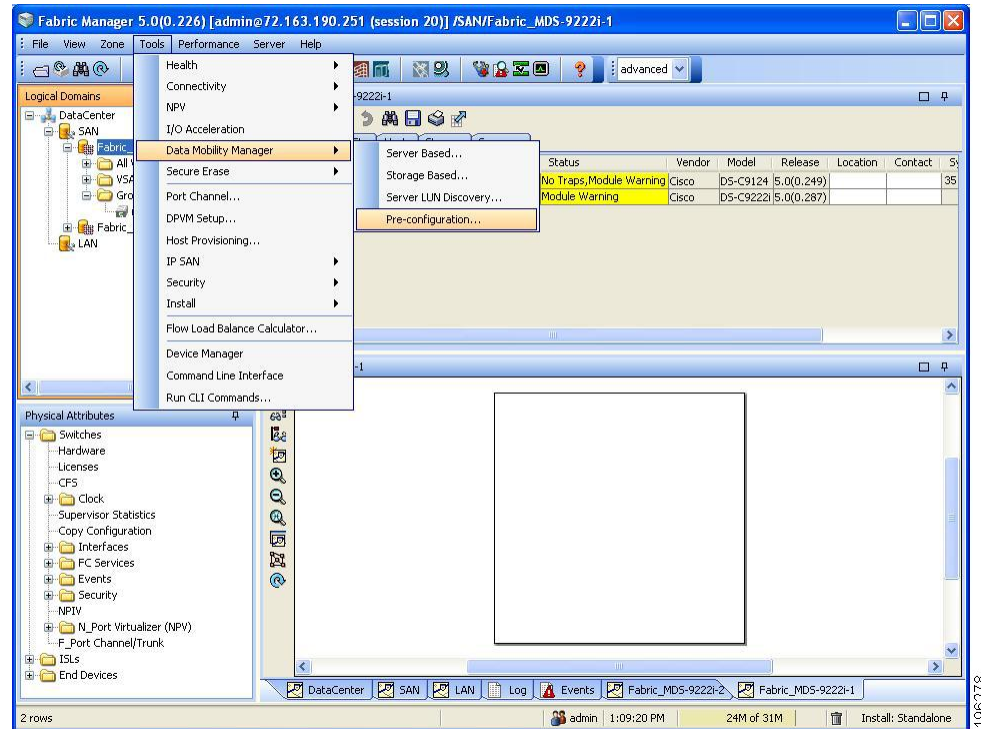 Fabric Manager 5.0(0.226) [admin@72.163.190.251 (session 20)] /SAN/Fabric_MDS-9222i-1
File View Zone Tools Performance Server Help
advanced
Health
Connectivity
NPV
I/O Acceleration
Data Mobility Manager
Secure Erase
Port Channel...
DPVM Setup...
Host Provisioning...
IP SAN
Security
Install
Flow Load Balance Calculator...
Device Manager
Command Line Interface
Run CLI Commands...
Server Based...
Storage Based...
Server LUN Discovery...
Pre-configuration...
Logical Domains
DataCenter
SAN
Fabric_
All V
VSA
Gro
Fabric_
LAN
-9222i-1
Status Vendor Model Release Location Contact Sy
No Traps,Module Warning Cisco DS-C9124 5.0(0.249) 35
Module Warning Cisco DS-C9222i 5.0(0.287)
-1
Physical Attributes
Switches
Hardware
Licenses
CFS
Clock
Supervisor Statistics
Copy Configuration
Interfaces
FC Services
Events
Security
NPIV
N_Port Virtualizer (NPV)
F_Port Channel/Trunk
ISLs
End Devices
DataCenter SAN LAN Log Events Fabric_MDS-9222i-2 Fabric_MDS-9222i-1
2 rows admin 1:09:20 PM 24M of 31M Install: Standalone
196278